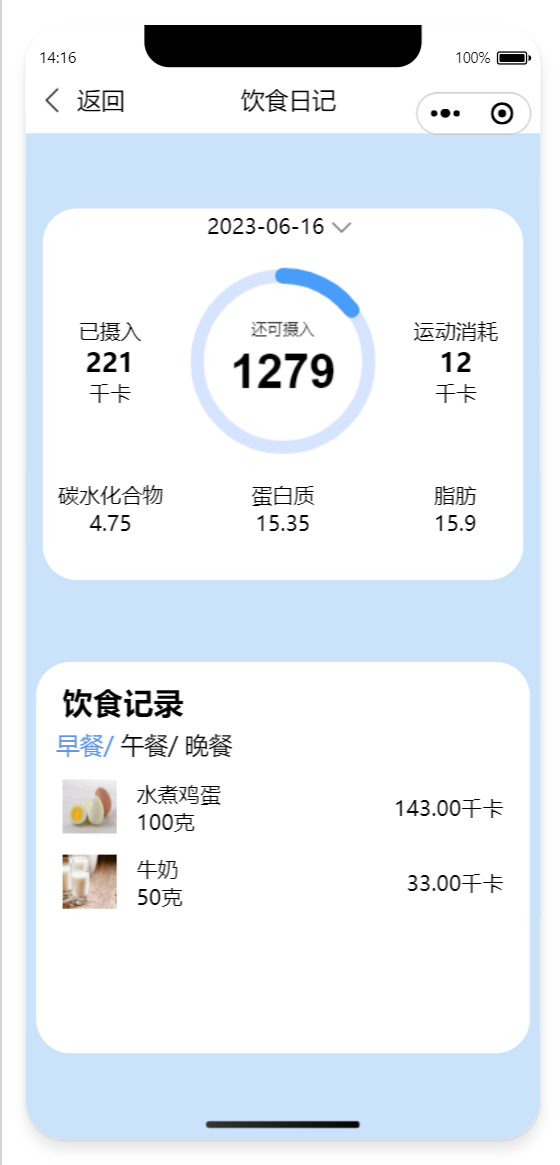 14:16 100%
返回 饮食日记
2023-06-16
还可摄入
1279
已摄入
221
千卡
运动消耗
12
千卡
碳水化合物
4.75
蛋白质
15.35
脂肪
15.9
饮食记录
早餐/ 午餐/ 晚餐
水煮鸡蛋
100克
143.00千卡
牛奶
50克
33.00千卡